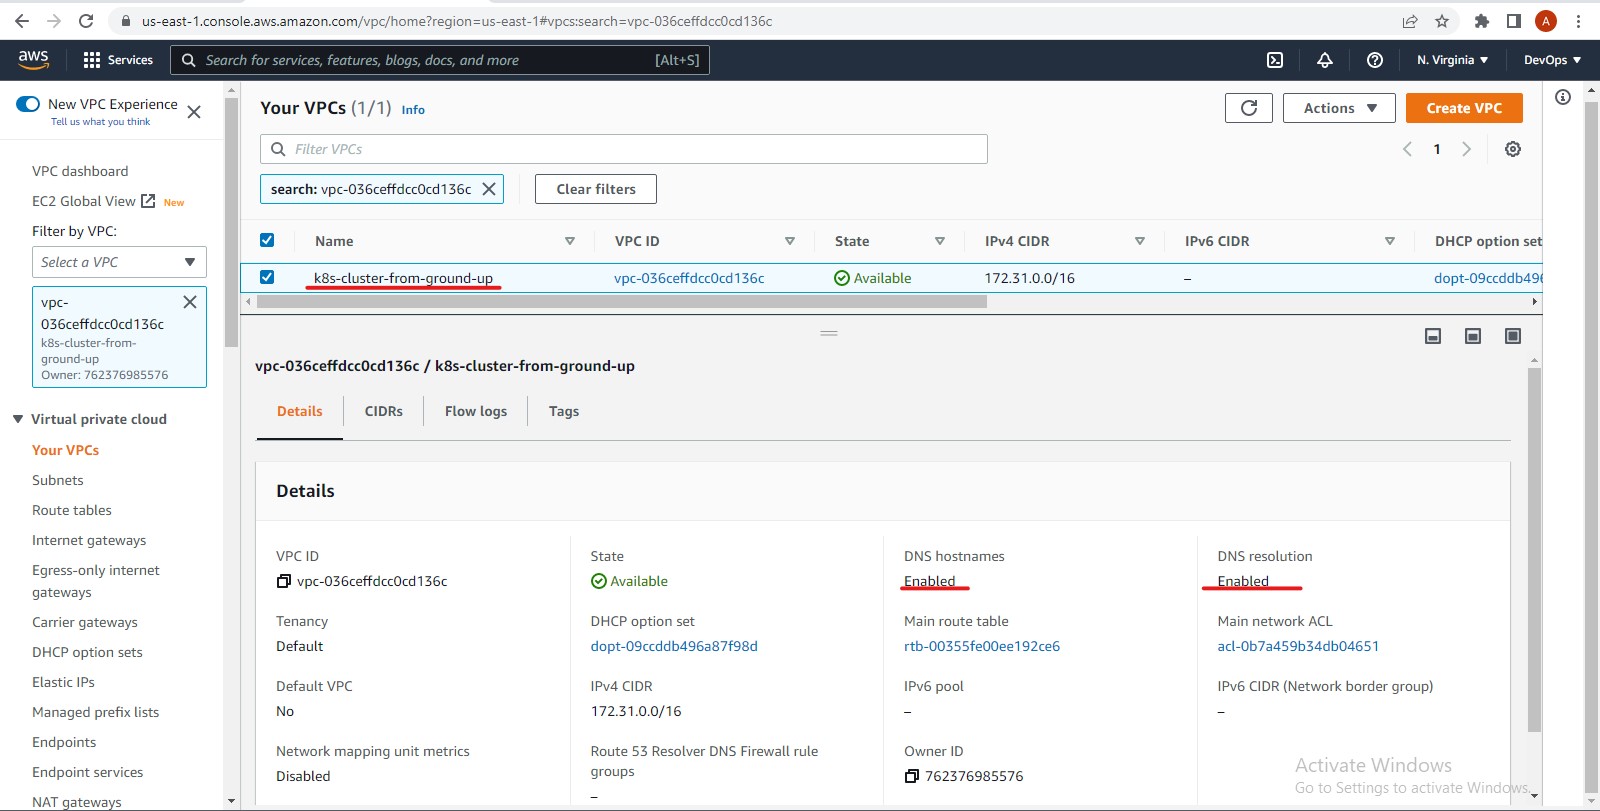 us-east-1.console.aws.amazon.com/vpc/home?region=us-east-1#vpcs:search=vpc-036ceffdcc0cd136c
A
aws
Services
Search for services, features, blogs, docs, and more
[Alt+S]
N. Virginia
DevOps
New VPC Experience
Tell us what you think
VPC dashboard
EC2 Global View New
Filter by VPC:
Select a VPC
vpc-
036ceffdcc0cd136c
k8s-cluster-from-
ground-up
Owner: 762376985576
Virtual private cloud
Your VPCs
Subnets
Route tables
Internet gateways
Egress-only internet
gateways
Carrier gateways
DHCP option sets
Elastic IPs
Managed prefix lists
Endpoints
Endpoint services
NAT gateways
Your VPCs (1/1) Info
Actions
Create VPC
Filter VPCs
1
search: vpc-036ceffdcc0cd136c
Clear filters
Name VPC ID State IPv4 CIDR IPv6 CIDR DHCP option set
k8s-cluster-from-ground-up vpc-036ceffdcc0cd136c Available 172.31.0.0/16 – dopt-09ccddb496
vpc-036ceffdcc0cd136c / k8s-cluster-from-ground-up
Details CIDRs Flow logs Tags
Details
VPC ID
vpc-036ceffdcc0cd136c
State
Available
DNS hostnames
Enabled
DNS resolution
Enabled
Tenancy
Default
DHCP option set
dopt-09ccddb496a87f98d
Main route table
rtb-00355fe00ee192ce6
Main network ACL
acl-0b7a459b34db04651
Default VPC
No
IPv4 CIDR
172.31.0.0/16
IPv6 pool
–
IPv6 CIDR (Network border group)
–
Network mapping unit metrics
Disabled
Route 53 Resolver DNS Firewall rule
groups
–
Owner ID
762376985576
Activate Windows
Go to Settings to activate Windows.